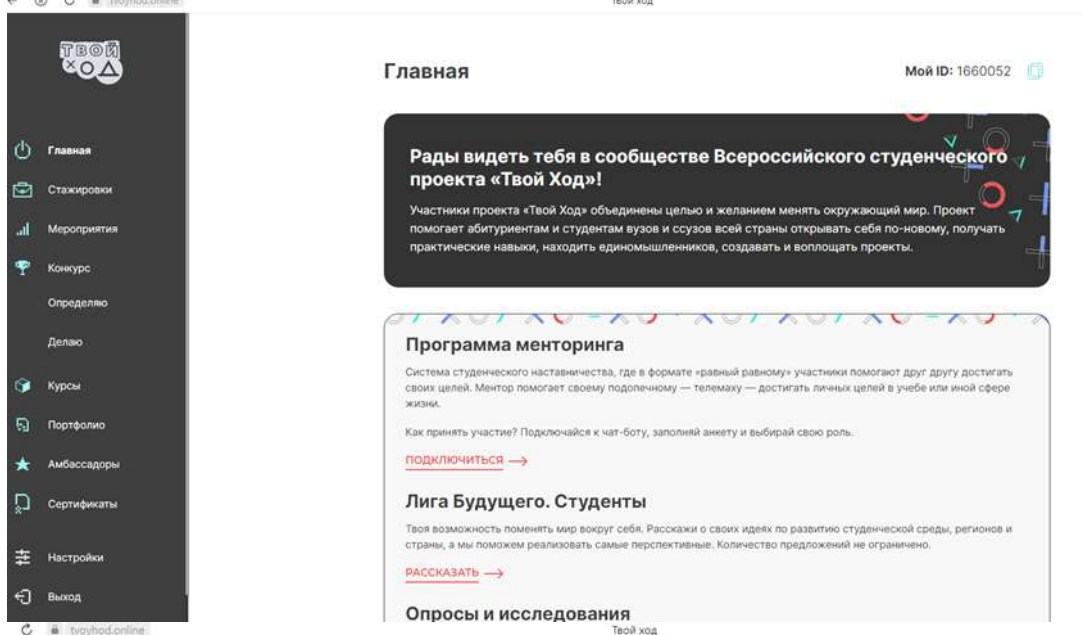 tvoyhod.online
Твой ход
ТВОЙ
ХОД
Главная
Стажировки
Мероприятия
Конкурс
Определяю
Делаю
Курсы
Портфолио
Амбассадоры
Сертификаты
Настройки
Выход
Главная
Мой ID: 1660052
Рады видеть тебя в сообществе Всероссийского студенческого
проекта «Твой Ход»!
Участники проекта «Твой Ход» объединены целью и желанием менять окружающий мир. Проект
помогает абитуриентам и студентам вузов и ссузов всей страны открывать себя по-новому, получать
практические навыки, находить единомышленников, создавать и воплощать проекты.
Программа менторинга
Система студенческого наставничества, где в формате «равный равному» участники помогают друг другу достигать
своих целей. Ментор помогает своему подопечному — телемаху — достигать личных целей в учебе или иной сфере
жизни.
Как принять участие? Подключайся к чат-боту, заполняй анкету и выбирай свою роль.
ПОДКЛЮЧИТЬСЯ
Лига Будущего. Студенты
Твоя возможность поменять мир вокруг себя. Расскажи о своих идеях по развитию студенческой среды, регионов и
страны, а мы поможем реализовать самые перспективные. Количество предложений не ограничено.
РАССКАЗАТЬ
Опросы и исследования
tvoyhod.online
Твой ход